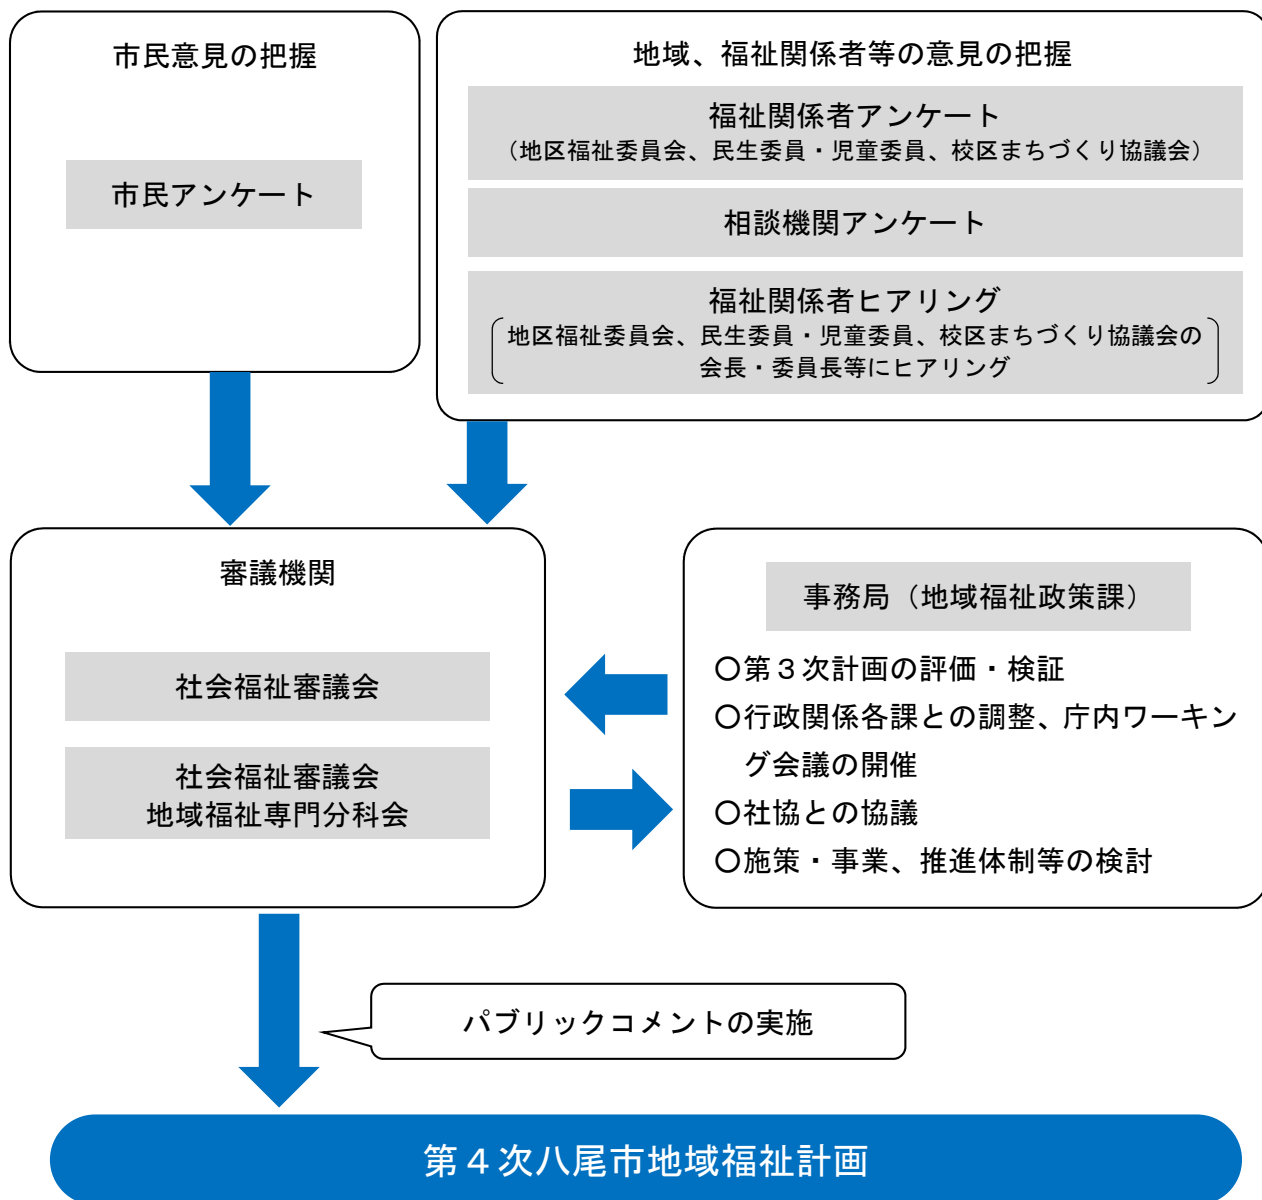 市民意見の把握
市民アンケート
地域、福祉関係者等の意見の把握
福祉関係者アンケート
（地区福祉委員会、民生委員・児童委員、校区まちづくり協議会）
相談機関アンケート
福祉関係者ヒアリング
地区福祉委員会、民生委員・児童委員、校区まちづくり協議会の
会長・委員長等にヒアリング
審議機関
社会福祉審議会
社会福祉審議会
地域福祉専門分科会
事務局（地域福祉政策課）
〇第３次計画の評価・検証
〇行政関係各課との調整、庁内ワーキン
グ会議の開催
〇社協との協議
〇施策・事業、推進体制等の検討
パブリックコメントの実施
第４次八尾市地域福祉計画